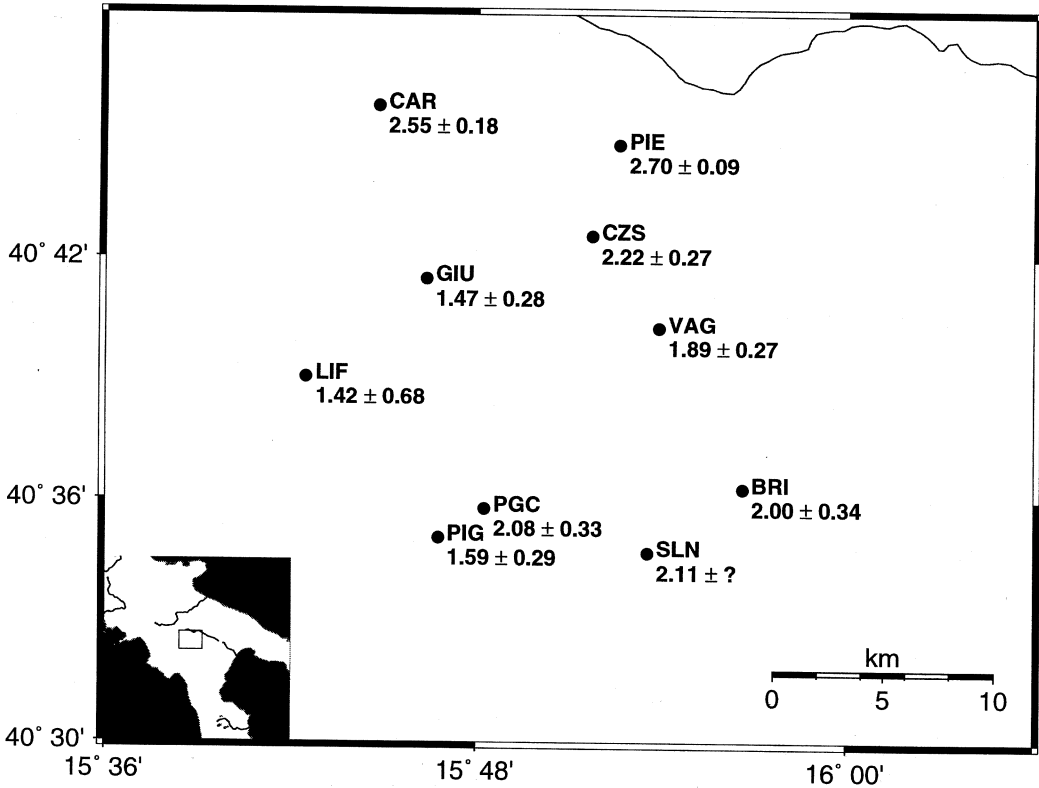 CAR
2.55 ± 0.18
PIE
2.70 ± 0.09
CZS
2.22 ± 0.27
40° 42'
GIU
1.47 ± 0.28
VAG
1.89 ± 0.27
LIF
1.42 ± 0.68
40° 36'
BRI
2.00 ± 0.34
PGC
2.08 ± 0.33
PIG
1.59 ± 0.29
SLN
2.11 ± ?
km
0 5 10
40° 30'
15° 36' 15° 48' 16° 00'